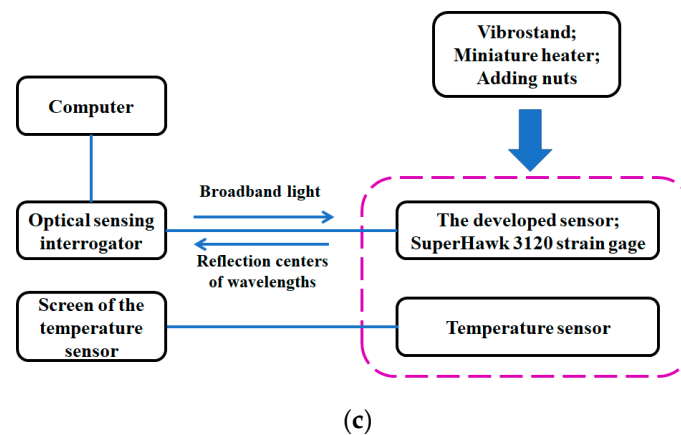 Vibrostand;
Miniature heater;
Adding nuts
Computer
Broadband light
Optical sensing
interrogator
The developed sensor;
SuperHawk 3120 strain gage
Reflection centers
of wavelengths
Screen of the
temperature
sensor
Temperature sensor
(c)